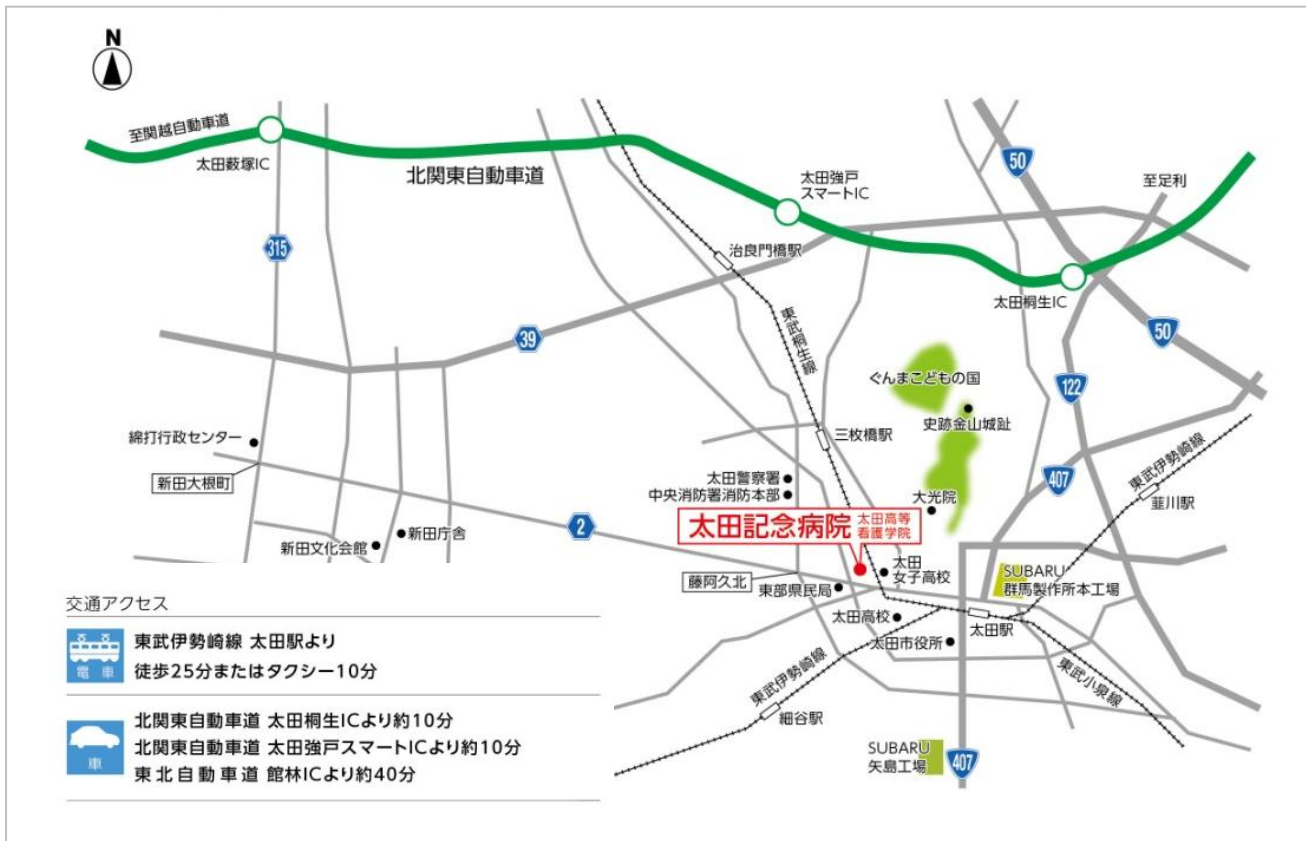 N
至関越自動車道
太田薮塚IC
北関東自動車道
太田強戸
スマートIC
50
至足利
315
治良門橋駅
太田桐生IC
39
東武桐生線
50
ぐんまこどもの国
122
史跡金山城趾
綿打行政センター
三枚橋駅
新田大根町
太田警察署
中央消防署消防本部
407
東武伊勢崎線
韮川駅
大光院
2
太田記念病院
太田高等
看護学院
新田庁舎
新田文化会館
藤阿久北
東部県民局
太田
女子高校
SUBARU
群馬製作所本工場
太田高校
太田駅
太田市役所
東武伊勢崎線
細谷駅
東武小泉線
SUBARU
矢島工場
407
交通アクセス
電車
東武伊勢崎線 太田駅より
徒歩25分またはタクシー10分
車
北関東自動車道 太田桐生ICより約10分
北関東自動車道 太田強戸スマートICより約10分
東北自動車道 館林ICより約40分